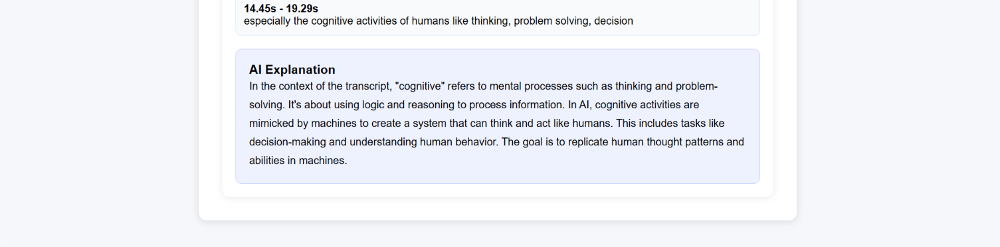 14.45s - 19.29s
especially the cognitive activities of humans like thinking, problem solving, decision
AI Explanation
In the context of the transcript, "cognitive" refers to mental processes such as thinking and problem-
solving. It's about using logic and reasoning to process information. In AI, cognitive activities are
mimicked by machines to create a system that can think and act like humans. This includes tasks like
decision-making and understanding human behavior. The goal is to replicate human thought patterns and
abilities in machines.